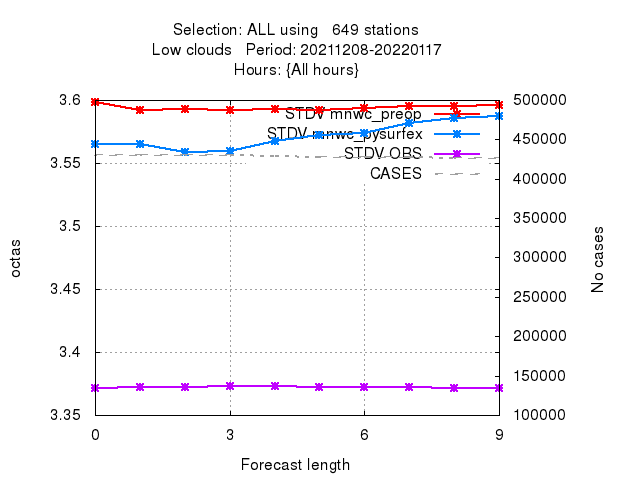 Selection: ALL using 649 stations
Low clouds Period: 20211208-20220117
Hours: {All hours}
3.6
3.55
3.5
3.45
3.4
3.35
octas
500000
450000
400000
350000
300000
250000
200000
150000
100000
No cases
STDV mnwc_preop
STDV mnwc_pysurfex
STDV OBS
CASES
0 3 6 9
Forecast length